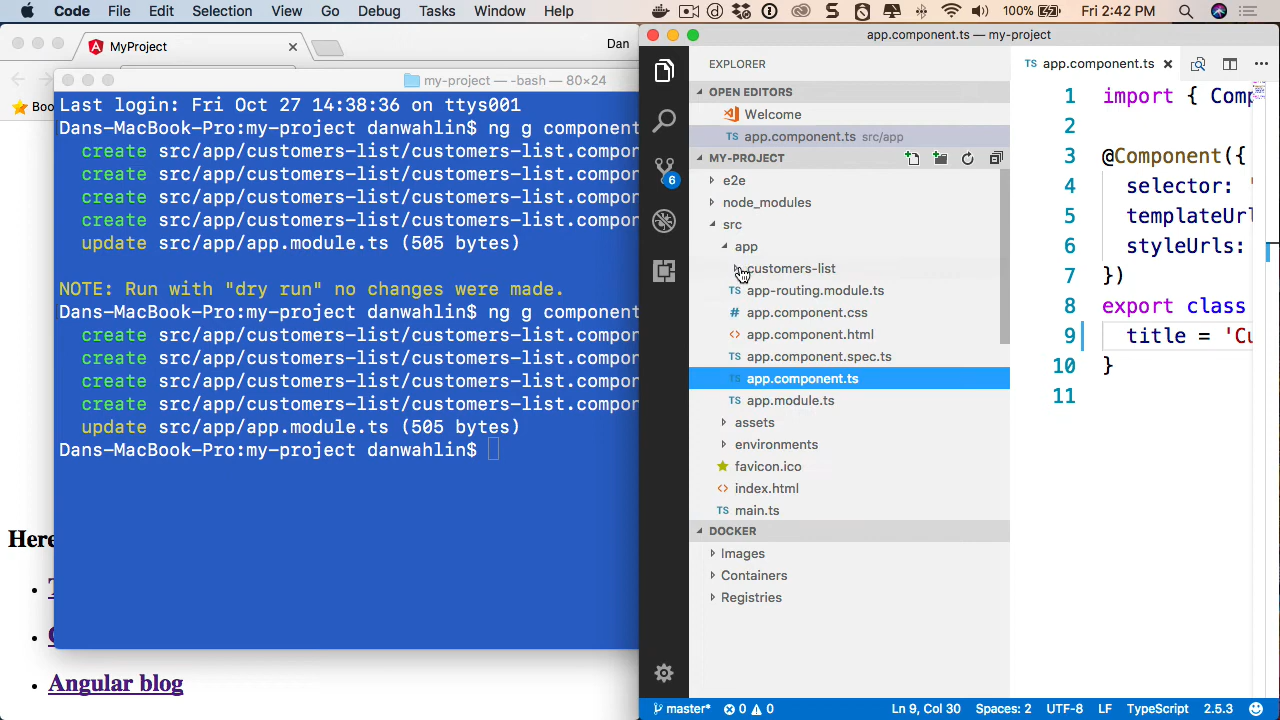 Code File Edit Selection View Go Debug Tasks Window Help 100% Fri 2:42 PM
MyProject
Dan
Boo
my-project — -bash — 80×24
Last login: Fri Oct 27 14:38:36 on ttys001
Dans-MacBook-Pro:my-project danwahlin$ ng g component
create src/app/customers-list/customers-list.compon
create src/app/customers-list/customers-list.compon
create src/app/customers-list/customers-list.compon
create src/app/customers-list/customers-list.compon
update src/app/app.module.ts (505 bytes)
NOTE: Run with "dry run" no changes were made.
Dans-MacBook-Pro:my-project danwahlin$ ng g component
create src/app/customers-list/customers-list.compon
create src/app/customers-list/customers-list.compon
create src/app/customers-list/customers-list.compon
create src/app/customers-list/customers-list.compon
update src/app/app.module.ts (505 bytes)
Dans-MacBook-Pro:my-project danwahlin$
Here
Angular blog
app.component.ts — my-project
EXPLORER
OPEN EDITORS
Welcome
TS app.component.ts src/app
MY-PROJECT
6
e2e
node_modules
src
app
customers-list
TS app-routing.module.ts
# app.component.css
<> app.component.html
TS app.component.spec.ts
TS app.component.ts
TS app.module.ts
assets
environments
favicon.ico
<> index.html
TS main.ts
DOCKER
Images
Containers
Registries
TS app.component.ts
1 import { Comp
2
3 @Component({
4 selector: '
5 templateUrl
6 styleUrls:
7 })
8 export class
9 title = 'Cu
10 }
11
master* 0 0 Ln 9, Col 30 Spaces: 2 UTF-8 LF TypeScript 2.5.3